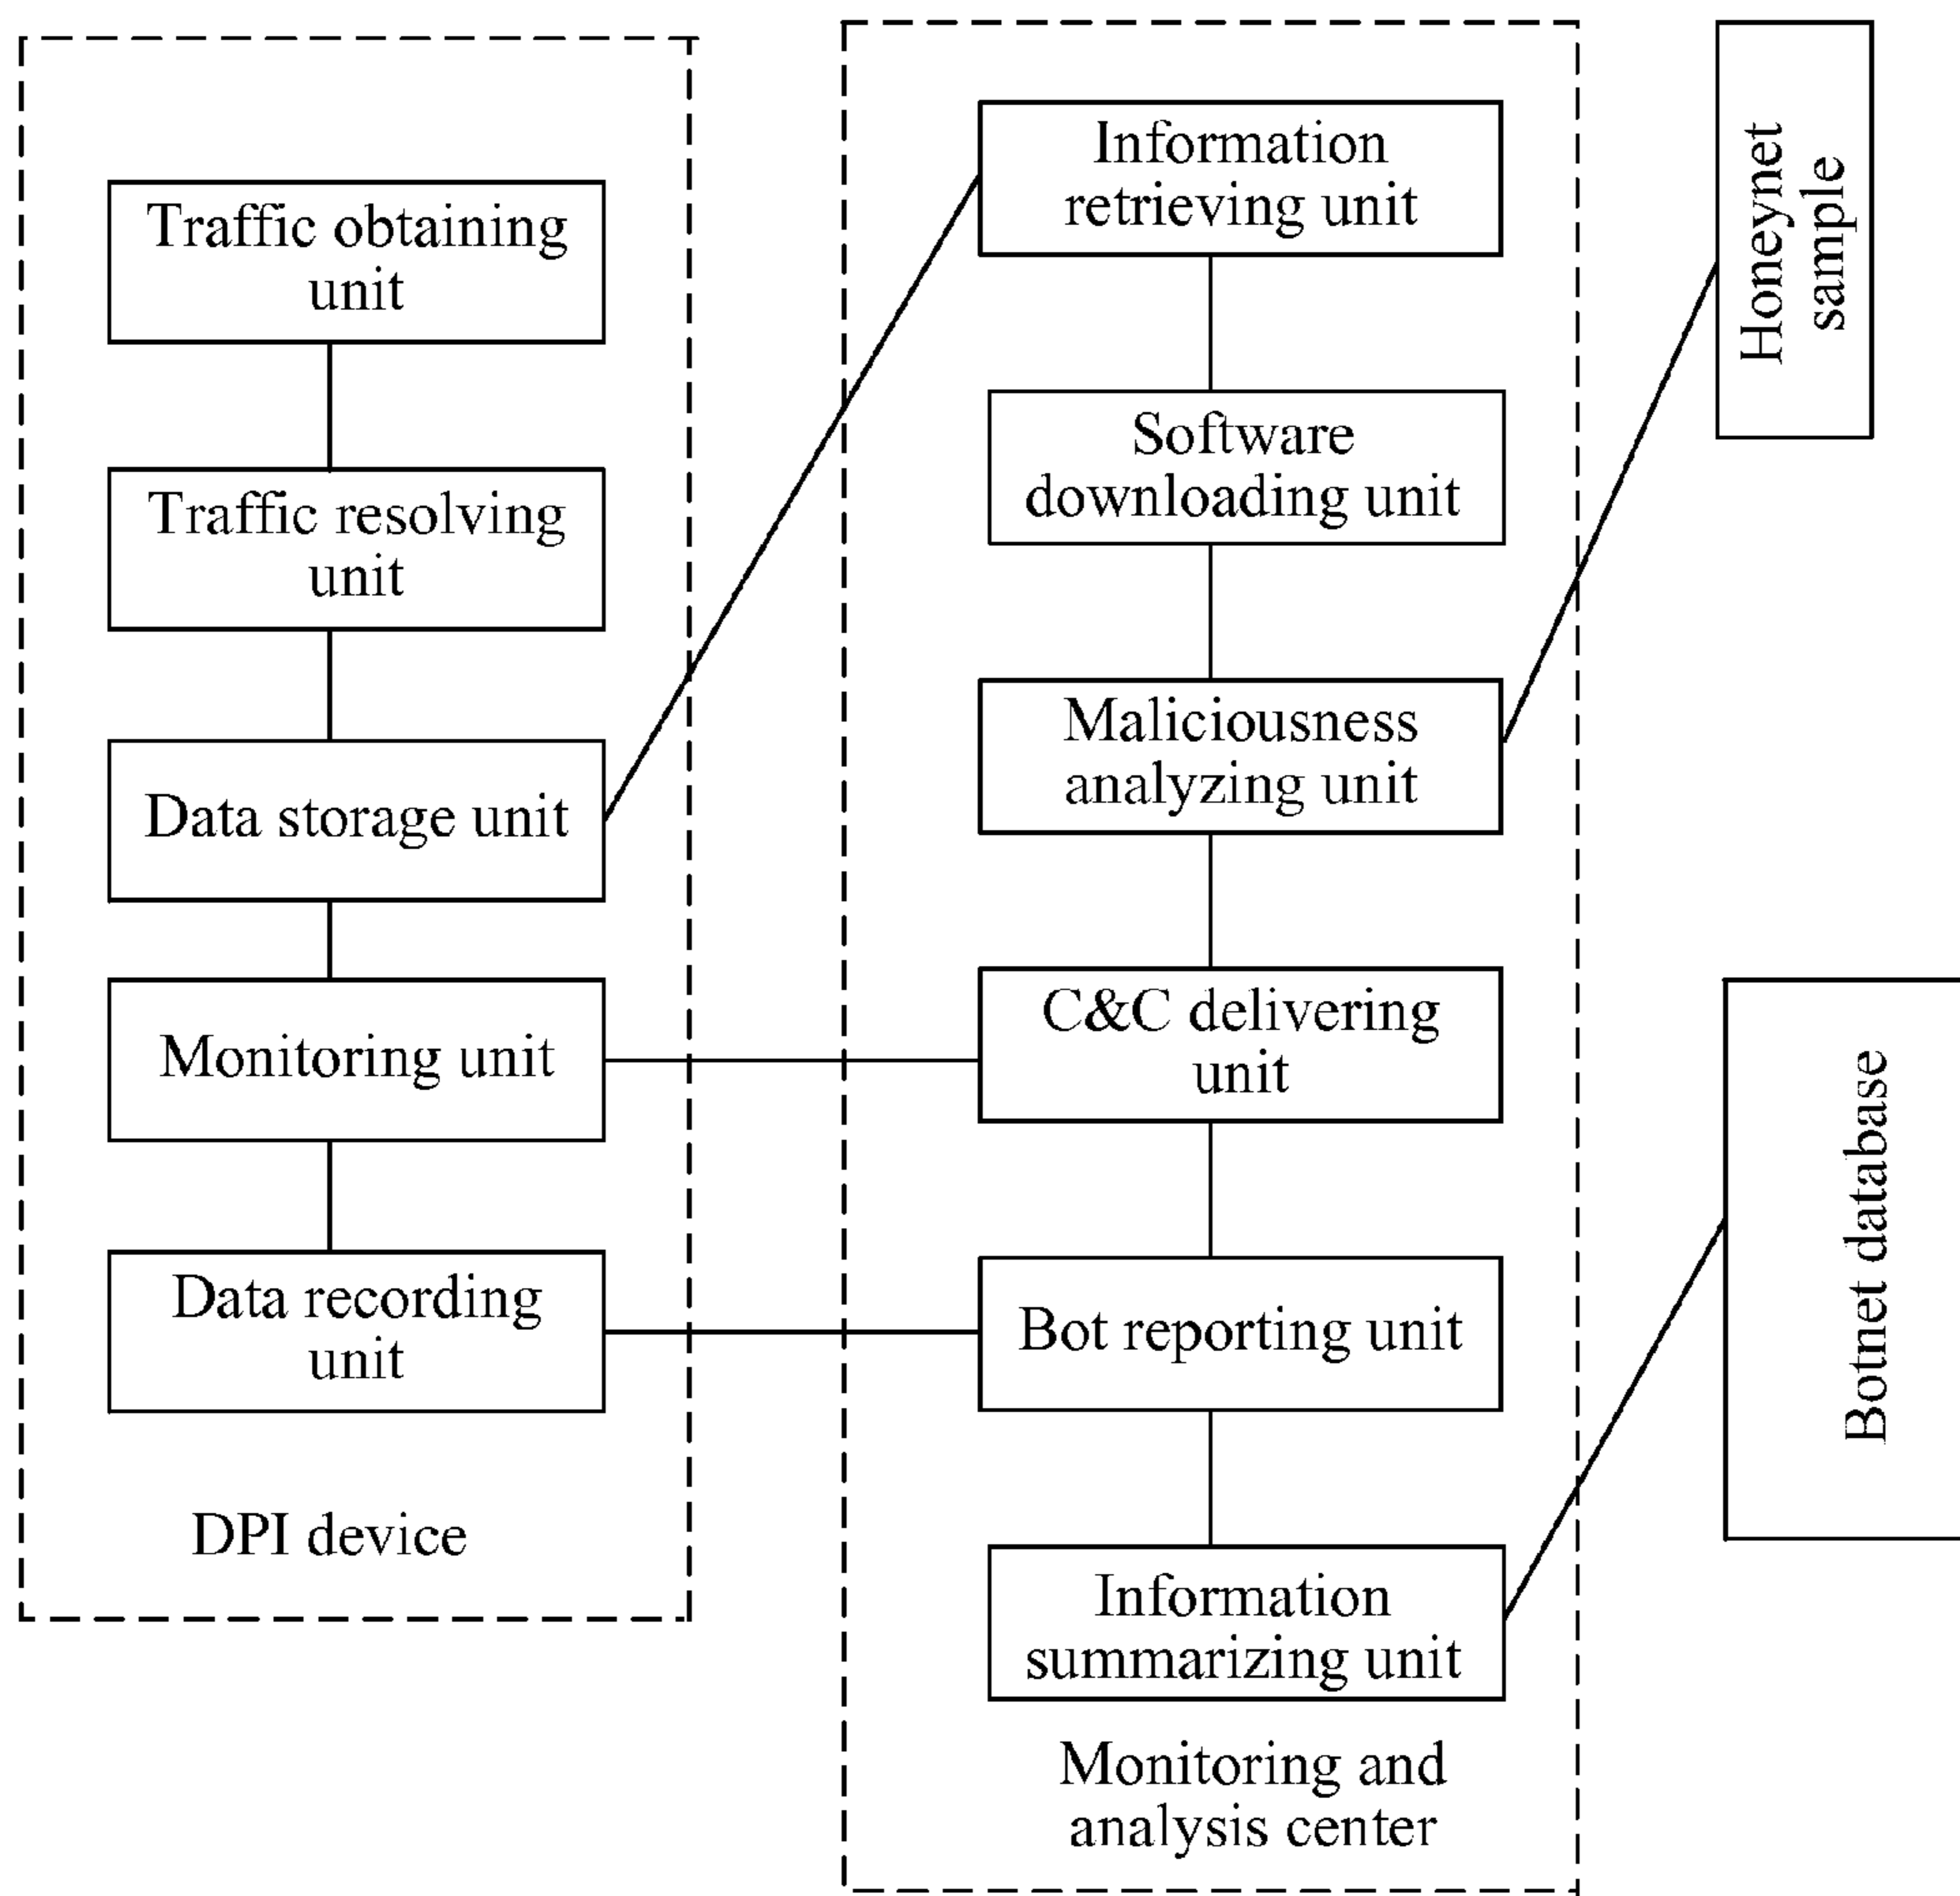 Traffic obtaining
unit
Traffic resolving
unit
Data storage unit
Monitoring unit
Data recording
unit
DPI device
Information
retrieving unit
Software
downloading unit
Maliciousness
analyzing unit
C&C delivering
unit
Bot reporting unit
Information
summarizing unit
Monitoring and
analysis center
Honeynet
sample
Botnet database